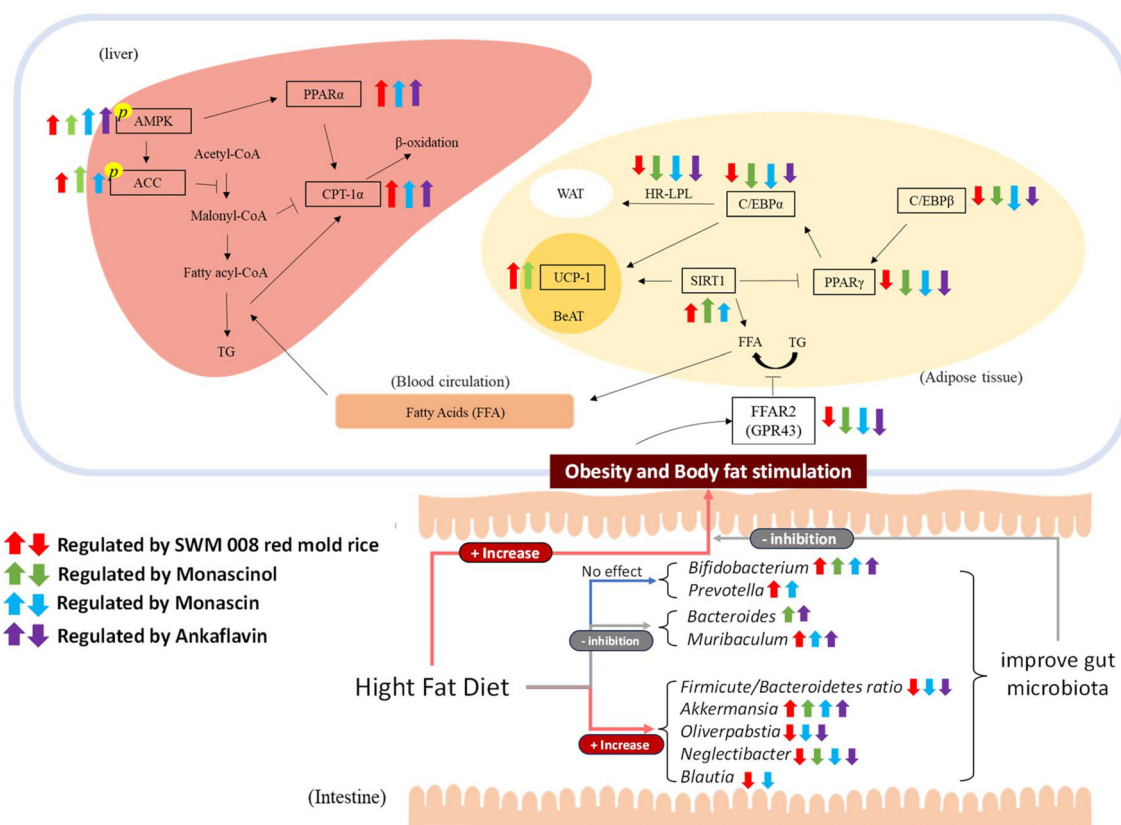 (liver)
p
AMPK
PPARα
p
ACC
Acetyl-CoA
β-oxidation
CPT-1α
Malonyl-CoA
Fatty acyl-CoA
TG
WAT
HR-LPL
C/EBPα
C/EBPβ
UCP-1
BeAT
SIRT1
PPARγ
FFA
TG
(Adipose tissue)
(Blood circulation)
Fatty Acids (FFA)
FFAR2
(GPR43)
Obesity and Body fat stimulation
Regulated by SWM 008 red mold rice
Regulated by Monascinol
Regulated by Monascin
Regulated by Ankaflavin
+ Increase
- inhibition
No effect
Bifidobacterium
Prevotella
- inhibition
Bacteroides
Muribaculum
Hight Fat Diet
improve gut
microbiota
+ Increase
Firmicute/Bacteroidetes ratio
Akkermansia
Oliverpabstia
Neglectibacter
Blautia
(Intestine)